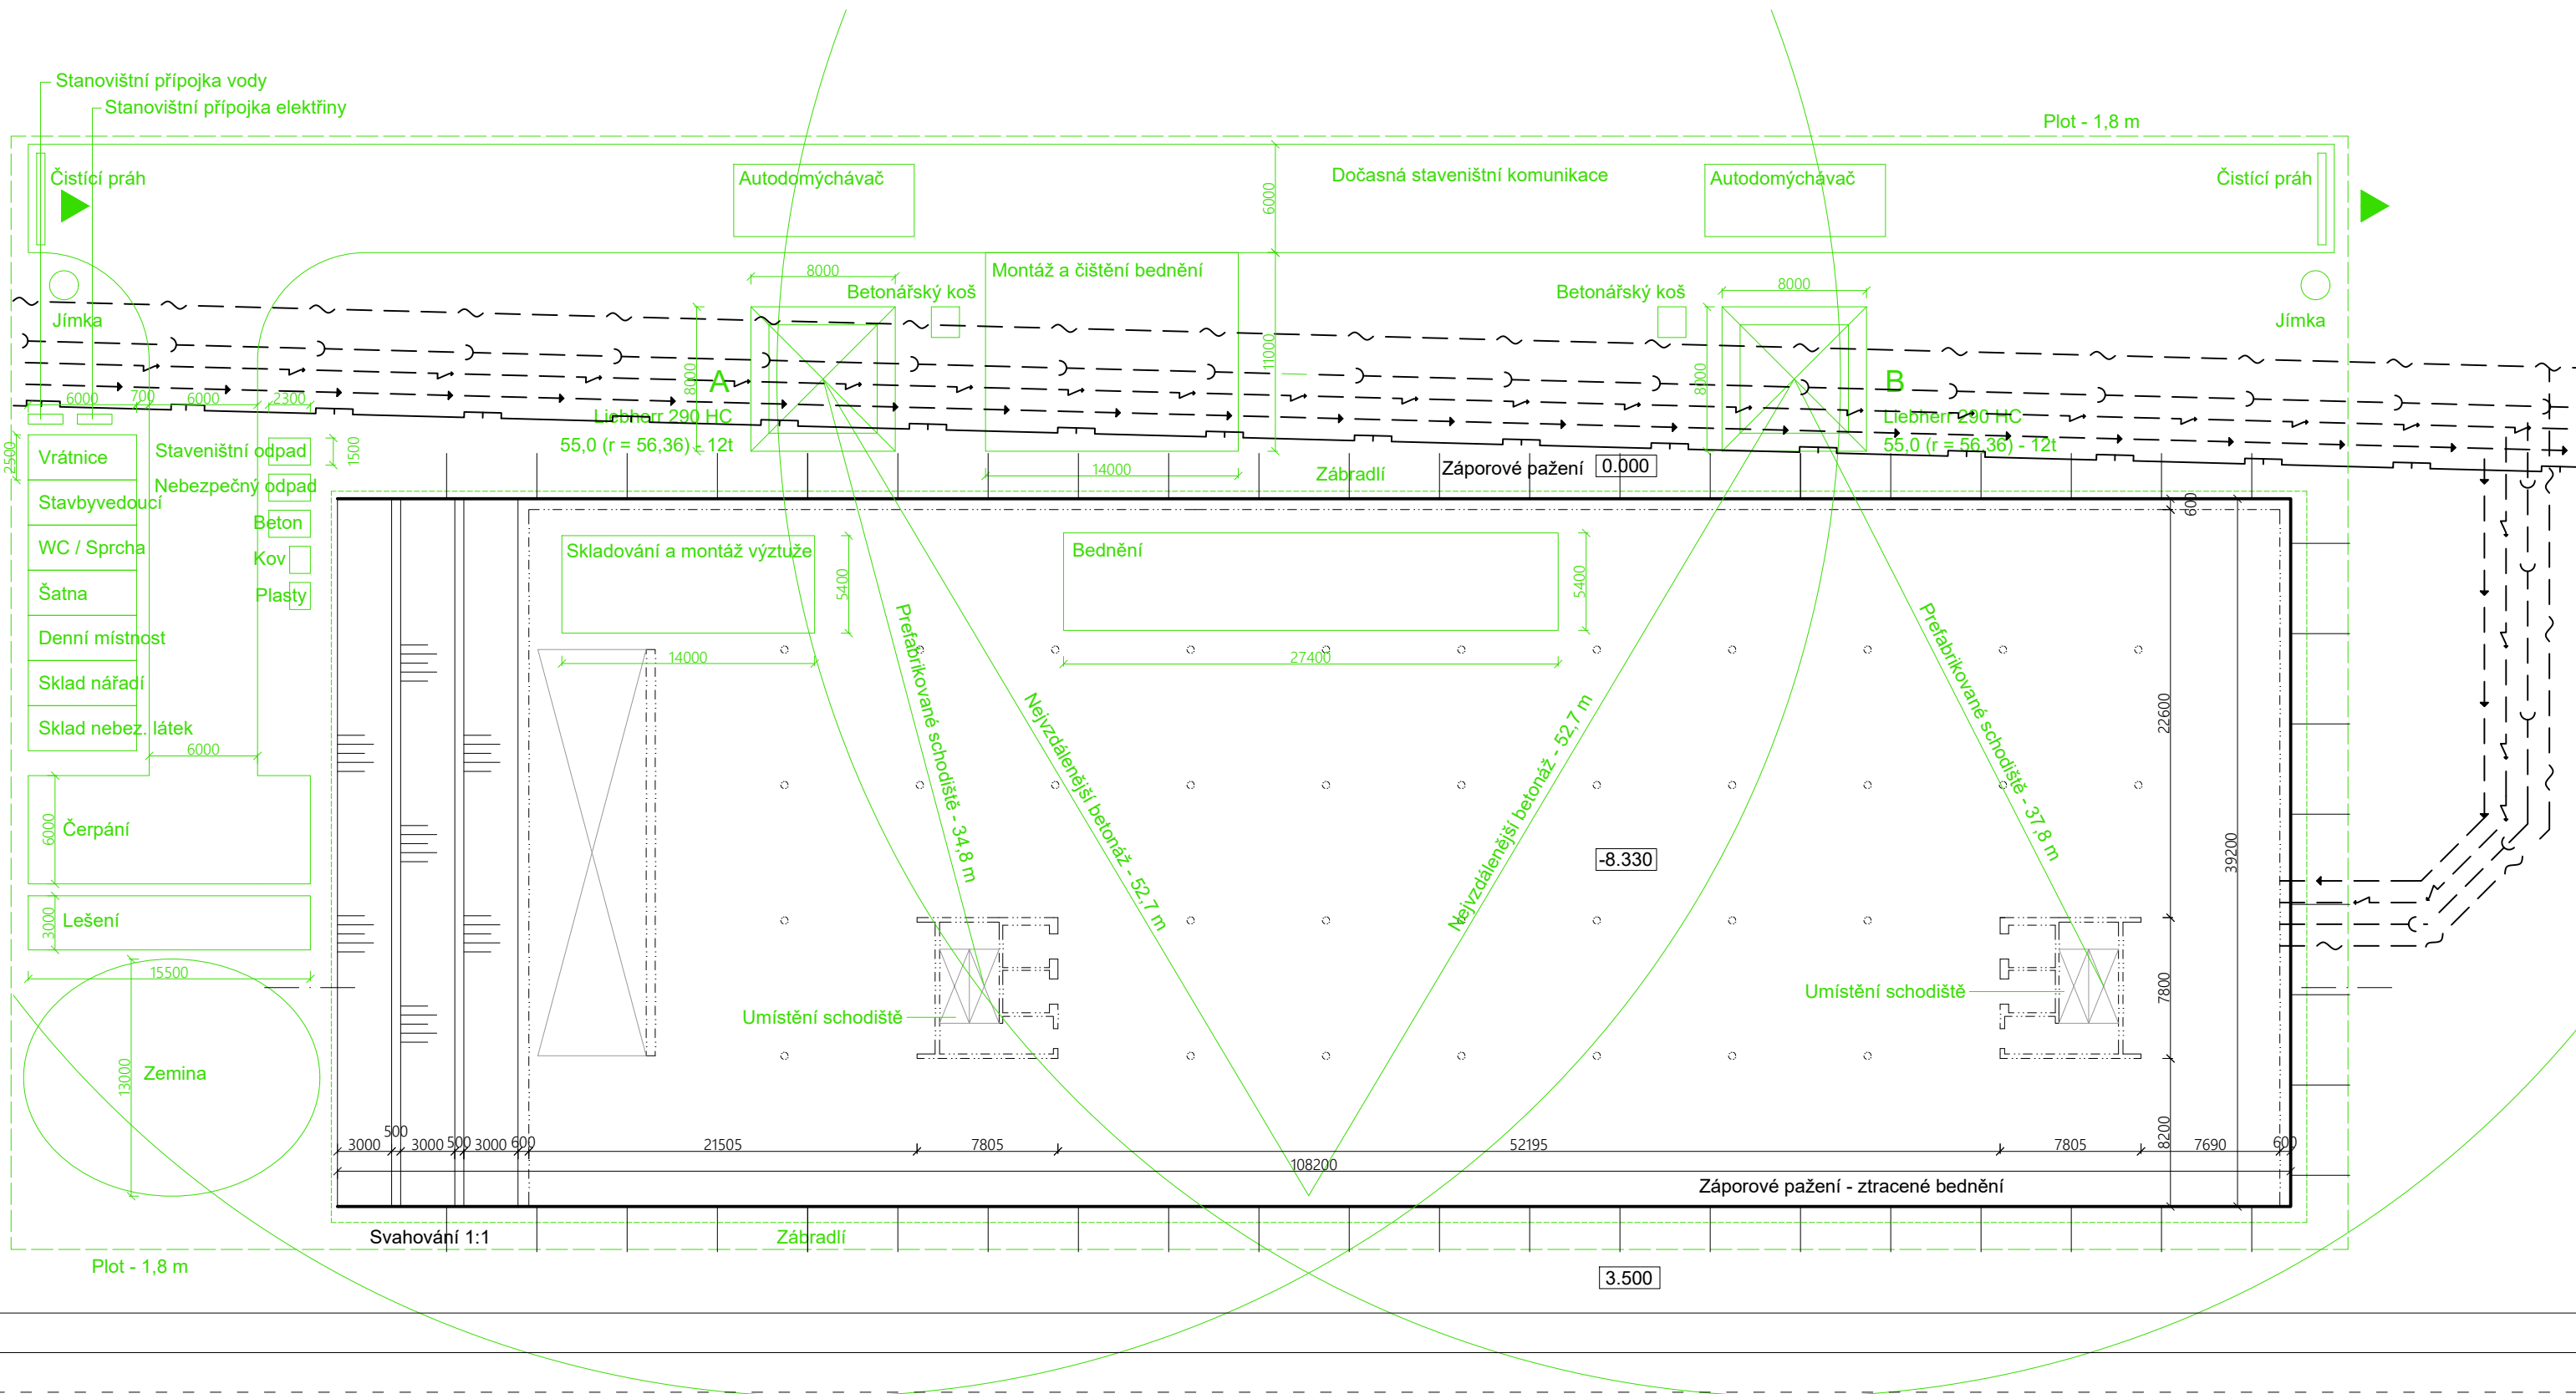 Stanovištní přípojka vody
Stanovištní přípojka elektřiny
Plot - 1,8 m
Čistící práh
Autodomýchávač
6000
Dočasná staveništní komunikace
Autodomýchávač
Čistící práh
8000
Montáž a čištění bednění
8000
Betonářský koš
Betonářský koš
Jímka
Jímka
11000
8000
A
8000
B
6000
700
6000
2300
Liebherr 290 HC
55,0 (r = 56,36) - 12t
Liebherr 290 HC
55,0 (r = 56,36) - 12t
2500
Vrátnice
Staveništní odpad
1500
14000
Zábradlí
Záporové pažení
0.000
Stavbyvedoucí
Nebezpečný odpad
600
WC / Sprcha
Beton
Skladování a montáž výztuže
Bednění
Kov
5400
5400
Šatna
Plasty
Denní místnost
14000
27400
Sklad nářadí
Sklad nebez. látek
6000
Prefabrikované schodiště - 34,8 m
Nejvzdálenější betonáž - 52,7 m
Nejvzdálenější betonáž - 52,7 m
Prefabrikované schodiště - 37,8 m
22600
39200
6000
Čerpání
-8.330
3000
Lešení
15500
Umístění schodiště
Umístění schodiště
7800
13000
Zemina
3000
500
3000
500
3000
600
21505
7805
52195
7805
8200
7690
600
108200
Záporové pažení - ztracené bednění
Svahování 1:1
Zábradlí
Plot - 1,8 m
3.500